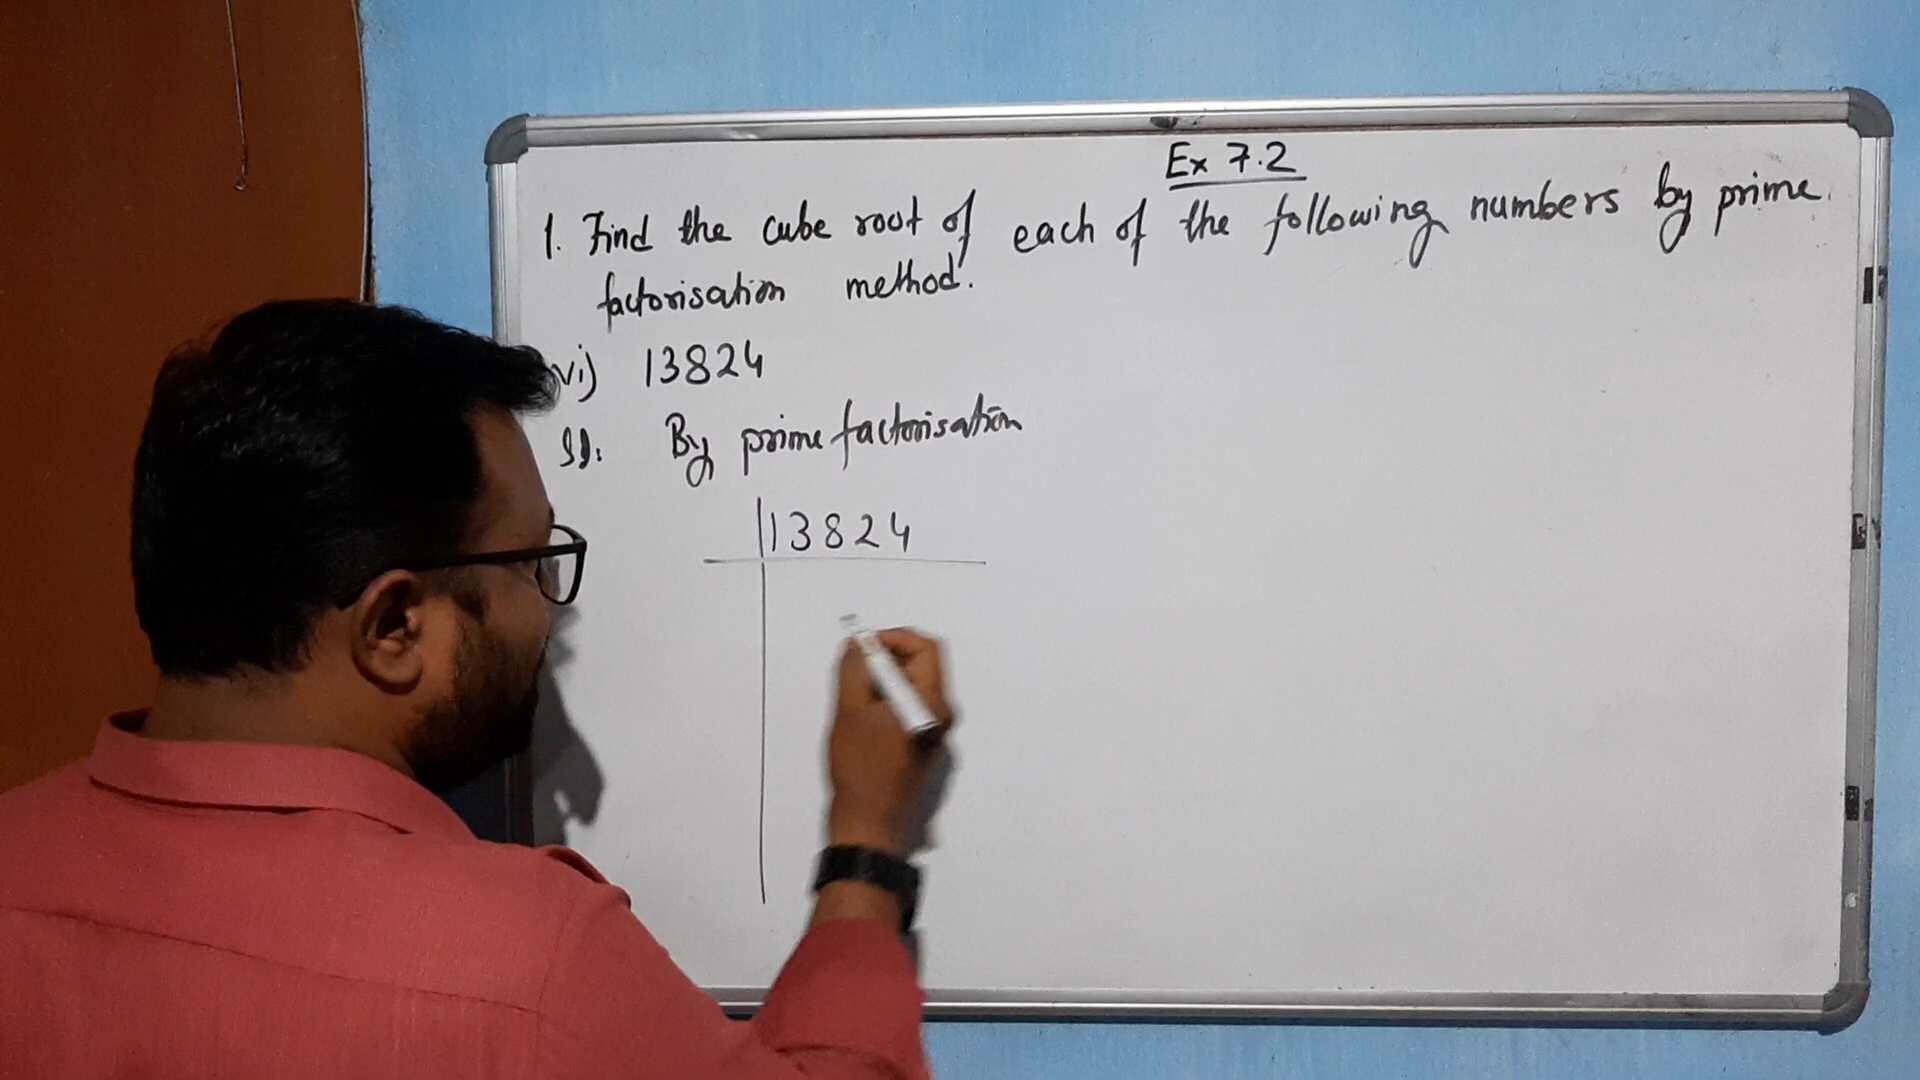 Ex 7.2
1. Find the cube root of each of the following numbers by prime
factorisation method.
vi) 13824
Sol: By prime factorisation
13824